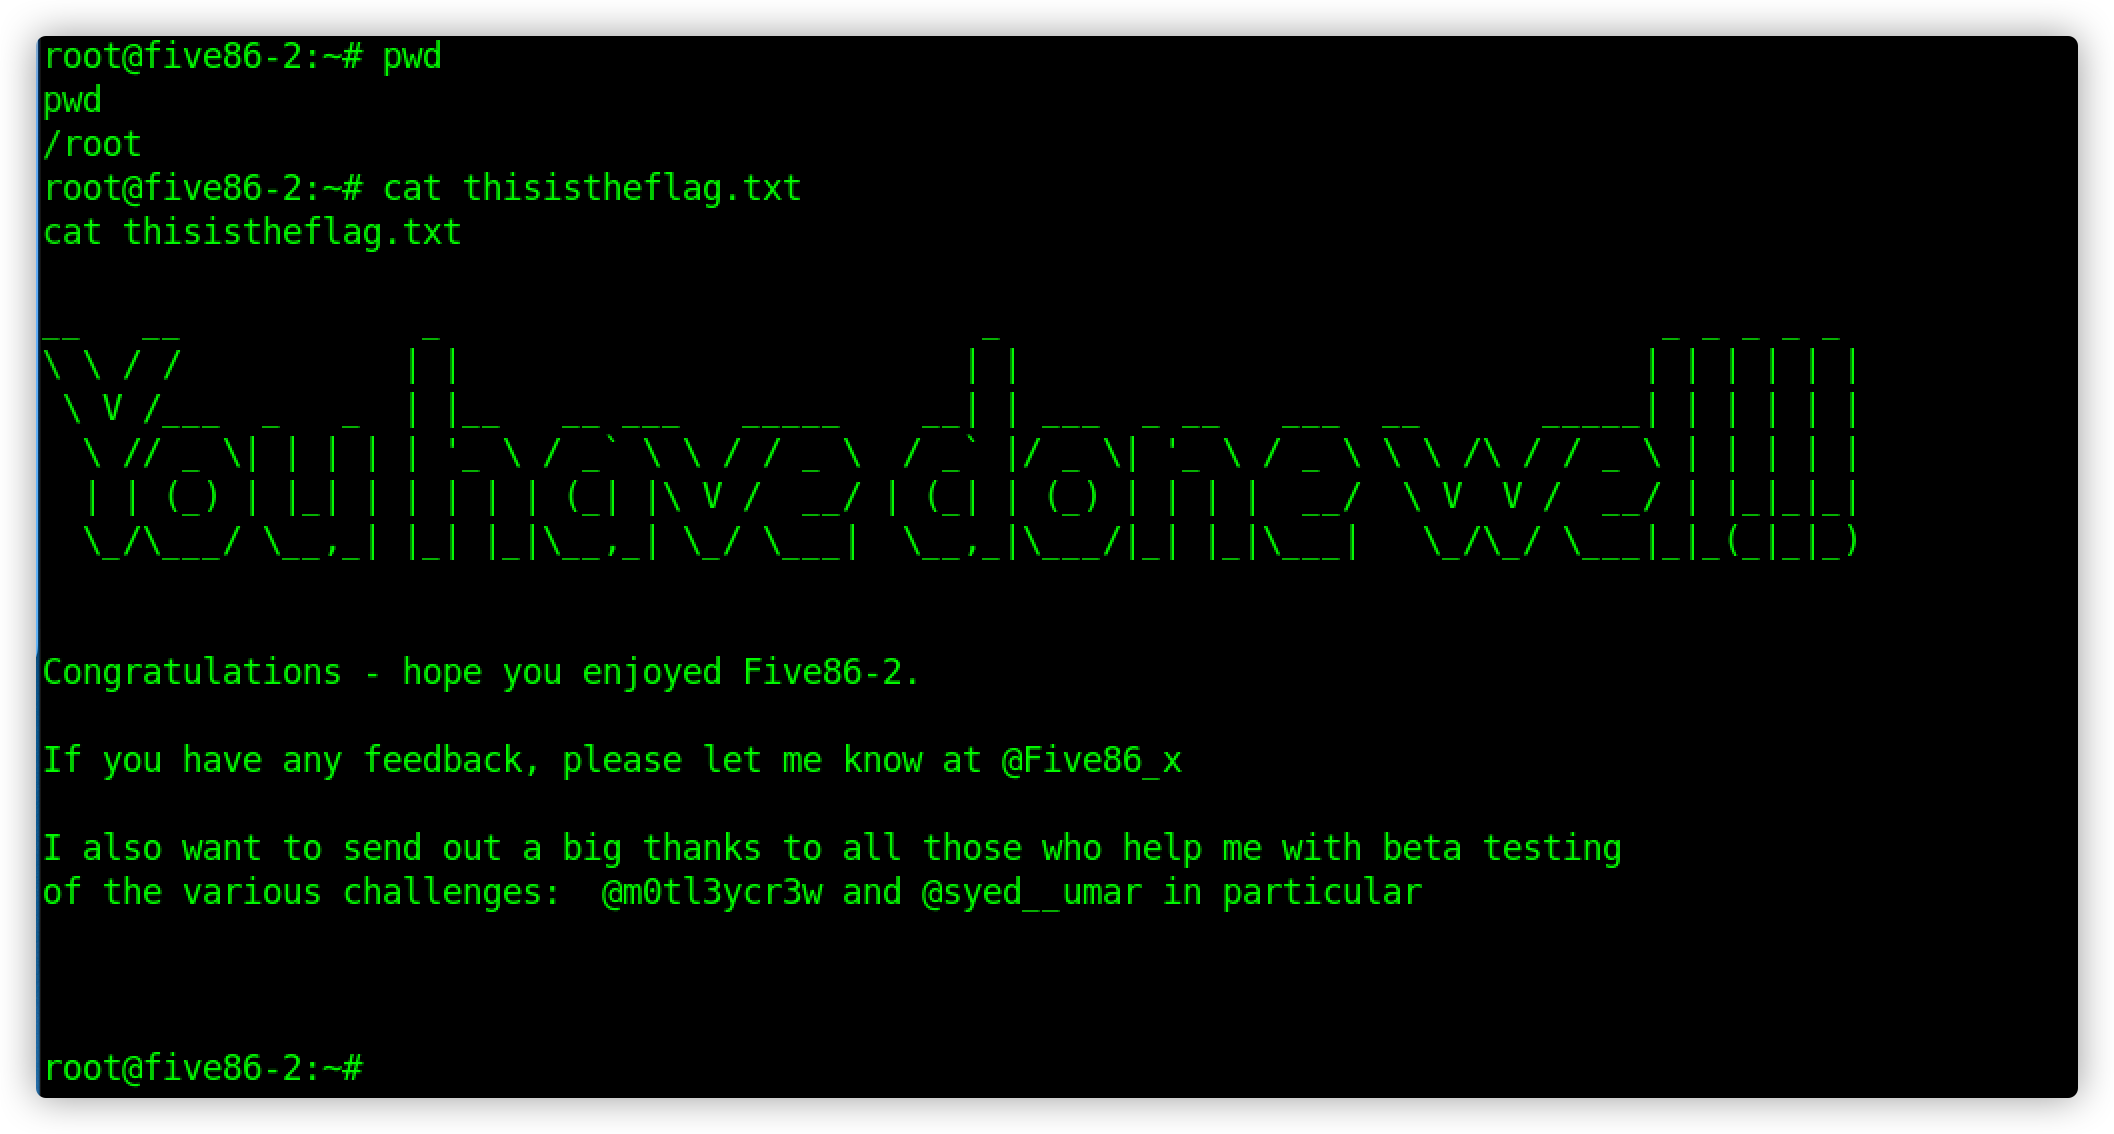 root@five86-2:~# pwd
pwd
/root
root@five86-2:~# cat thisistheflag.txt
cat thisistheflag.txt
You have done well!!!
Congratulations - hope you enjoyed Five86-2.
If you have any feedback, please let me know at @Five86_x
I also want to send out a big thanks to all those who help me with beta testing
of the various challenges:  @m0tl3ycr3w and @syed__umar in particular
root@five86-2:~#